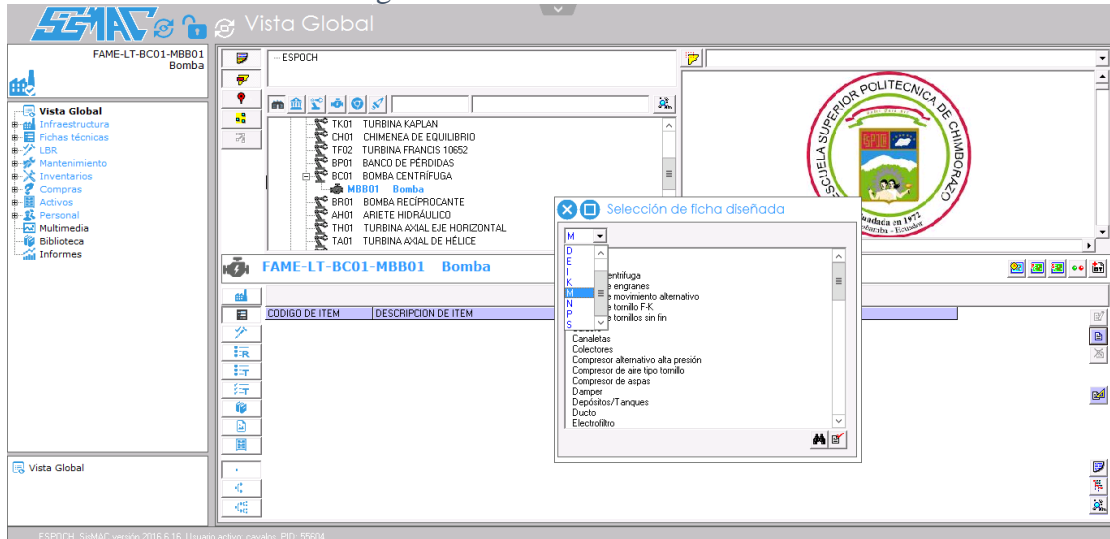 SisMAC
Vista Global
FAME-LT-BC01-MBB01
Bomba
Vista Global
Infraestructura
Fichas técnicas
LBR
Mantenimiento
Inventarios
Compras
Activos
Personal
Multimedia
Biblioteca
Informes
Vista Global
ESPOCH
TK01 TURBINA KAPLAN
CH01 CHIMENEA DE EQUILIBRIO
TF02 TURBINA FRANCIS 10652
BP01 BANCO DE PÉRDIDAS
BC01 BOMBA CENTRÍFUGA
MBB01 Bomba
BR01 BOMBA RECÍPROCANTE
AH01 ARIETE HIDRÁULICO
TH01 TURBINA AXIAL EJE HORIZONTAL
TA01 TURBINA AXIAL DE HÉLICE
ESCUELA SUPERIOR POLITECNICA DE CHIMBORAZO
ESPOCH
Fundada en 1972
Riobamba - Ecuador
FAME-LT-BC01-MBB01 Bomba
CODIGO DE ITEM DESCRIPCION DE ITEM
Selección de ficha diseñada
M
D
E
I
K
M
N
P
S
entrifuga
e engranes
e movimiento alternativo
e tornillo F-K
e tornillos sin fin
Canaletas
Colectores
Compresor alternativo alta presión
Compresor de aire tipo tornillo
Compresor de aspas
Damper
Depósitos/Tanques
Ducto
Electrofiltro
ESPOCH, SisMAC versión 2016.6.16, Usuario activo: cavalos, PID: 55604